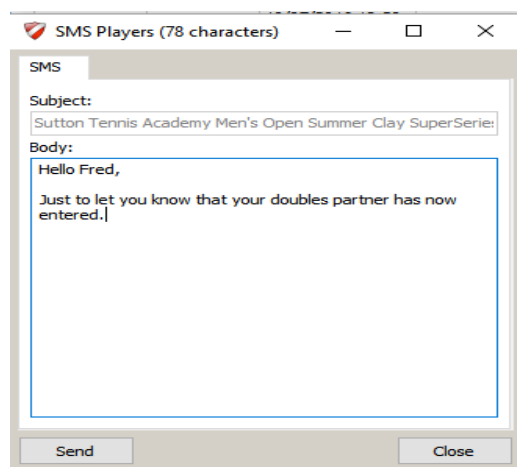 SMS Players (78 characters)
SMS
Subject:
Sutton Tennis Academy Men's Open Summer Clay SuperSerie
Body:
Hello Fred,
Just to let you know that your doubles partner has now
entered.
Send
Close